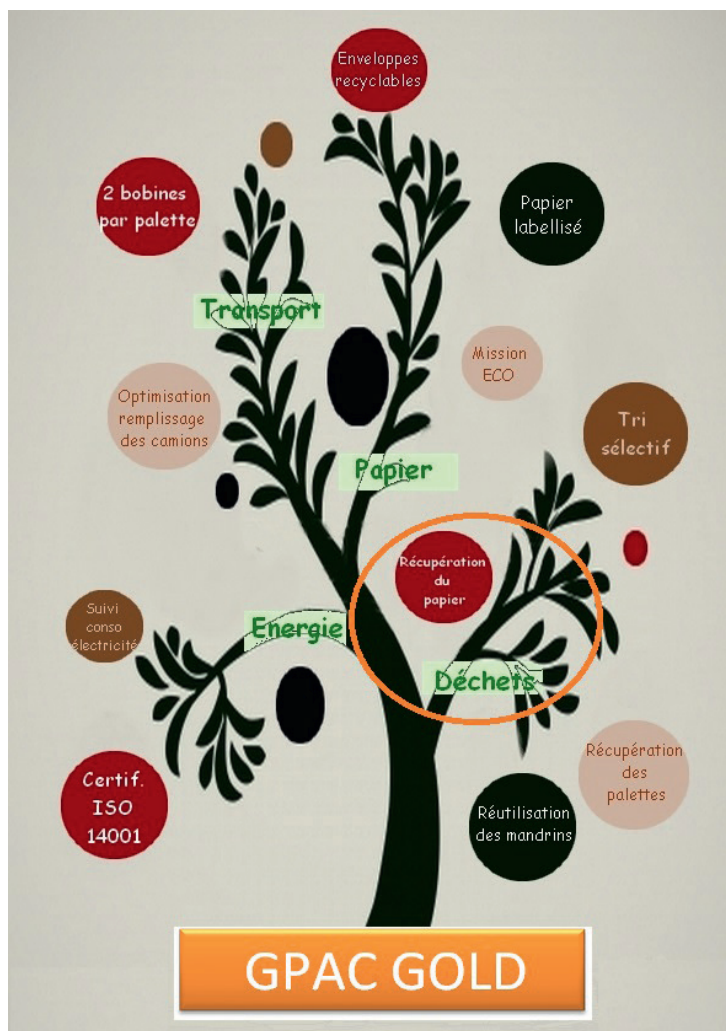 Enveloppes
recyclables
2 bobines
par palette
Papier
labellisé
Transport
Mission
ECO
Optimisation
remplissage
des camions
Tri
sélectif
Papier
Récupération
du
papier
Suivi
conso
électricité
Energie
Déchets
Certif.
ISO
14001
Récupération
des
palettes
Réutilisation
des mandrins
GPAC GOLD